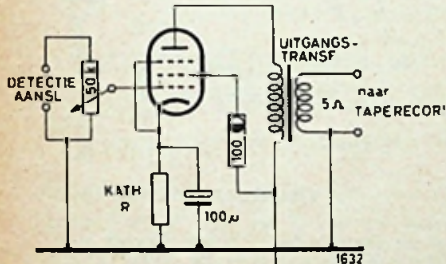 UITGANGS-
TRANSF
DETECTIE
AANSL
50k
100
5Ω
naar
TAPERECOR'
KATH
R
100µ
1632